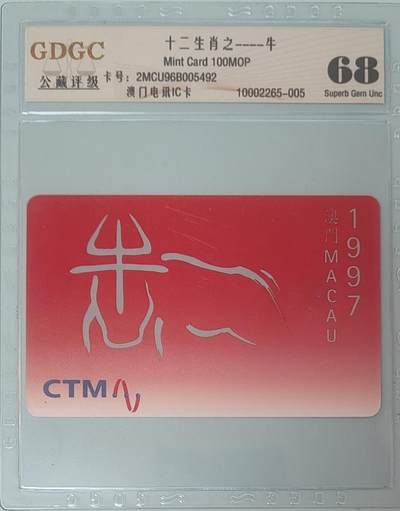 GDGC
公藏评级
十二生肖之----牛
Mint Card 100MOP
卡号: 2MCU96B005492
澳门电讯IC卡
10002265-005
68
Superb Gem Unc
1997
澳門 MACAU
CTM